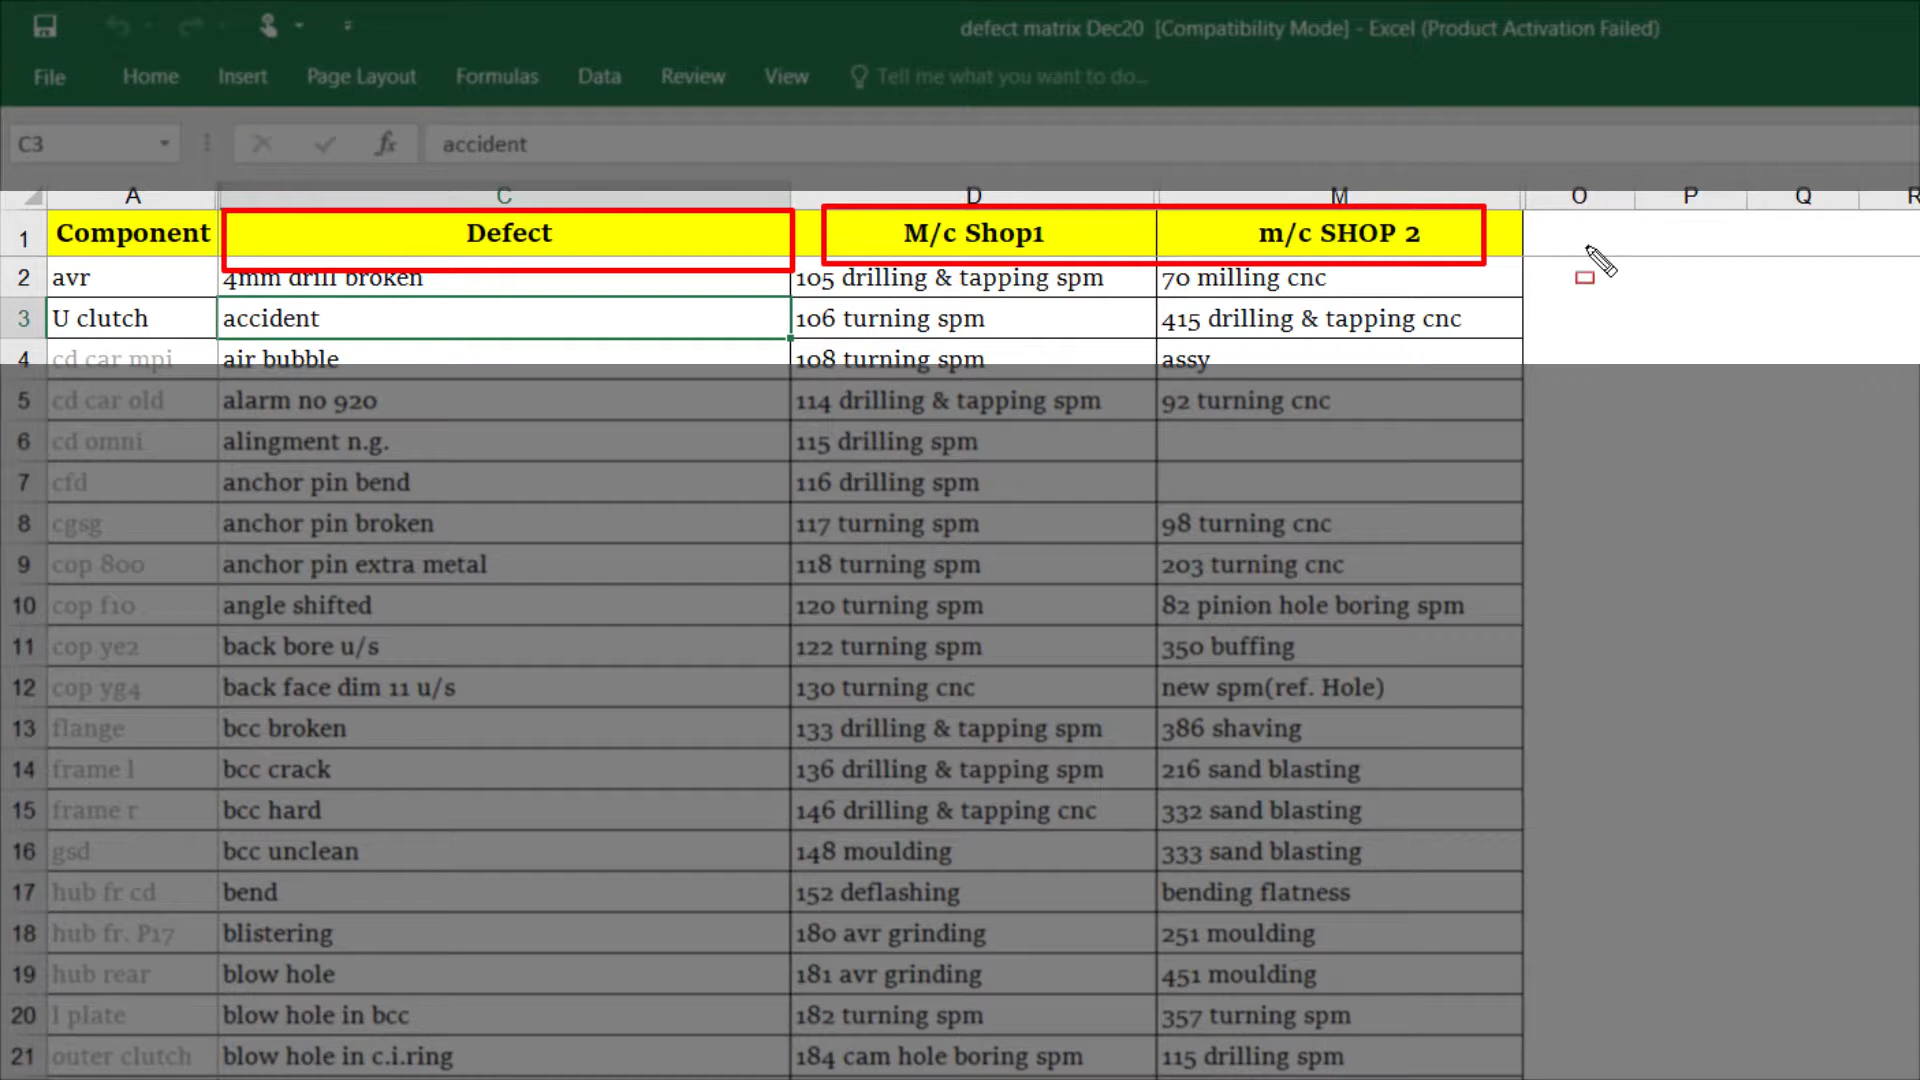 defect matrix Dec20 [Compatibility Mode] - Excel (Product Activation Failed)
File Home Insert Page Layout Formulas Data Review View Tell me what you want to do...
C3 fx accident
A C D M O P Q R
1 Component Defect M/c Shop1 m/c SHOP 2
2 avr 4mm drill broken 105 drilling & tapping spm 70 milling cnc
3 U clutch accident 106 turning spm 415 drilling & tapping cnc
4 cd car mpi air bubble 108 turning spm assy
5 cd car old alarm no 920 114 drilling & tapping spm 92 turning cnc
6 cd omni alingment n.g. 115 drilling spm
7 cfd anchor pin bend 116 drilling spm
8 cgsg anchor pin broken 117 turning spm 98 turning cnc
9 cop 800 anchor pin extra metal 118 turning spm 203 turning cnc
10 cop f10 angle shifted 120 turning spm 82 pinion hole boring spm
11 cop ye2 back bore u/s 122 turning spm 350 buffing
12 cop yg4 back face dim 11 u/s 130 turning cnc new spm(ref. Hole)
13 flange bcc broken 133 drilling & tapping spm 386 shaving
14 frame l bcc crack 136 drilling & tapping spm 216 sand blasting
15 frame r bcc hard 146 drilling & tapping cnc 332 sand blasting
16 gsd bcc unclean 148 moulding 333 sand blasting
17 hub fr cd bend 152 deflashing bending flatness
18 hub fr. P17 blistering 180 avr grinding 251 moulding
19 hub rear blow hole 181 avr grinding 451 moulding
20 l plate blow hole in bcc 182 turning spm 357 turning spm
21 outer clutch blow hole in c.i.ring 184 cam hole boring spm 115 drilling spm